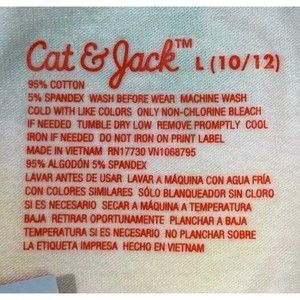 Cat & Jack™ L (10/12)
95% COTTON
5% SPANDEX WASH BEFORE WEAR MACHINE WASH
COLD WITH LIKE COLORS ONLY NON-CHLORINE BLEACH
IF NEEDED TUMBLE DRY LOW REMOVE PROMPTLY COOL
IRON IF NEEDED DO NOT IRON ON PRINT LABEL
MADE IN VIETNAM RN17730 VN1068795
95% ALGODÓN 5% SPANDEX
LAVAR ANTES DE USAR LAVAR A MÁQUINA CON AGUA FRÍA
CON COLORES SIMILARES SÓLO BLANQUEADOR SIN CLORO
SI ES NECESARIO SECAR A MÁQUINA A TEMPERATURA
BAJA RETIRAR OPORTUNAMENTE PLANCHAR A BAJA
TEMPERATURA SI ES NECESARIO NO PLANCHAR SOBRE
LA ETIQUETA IMPRESA HECHO EN VIETNAM